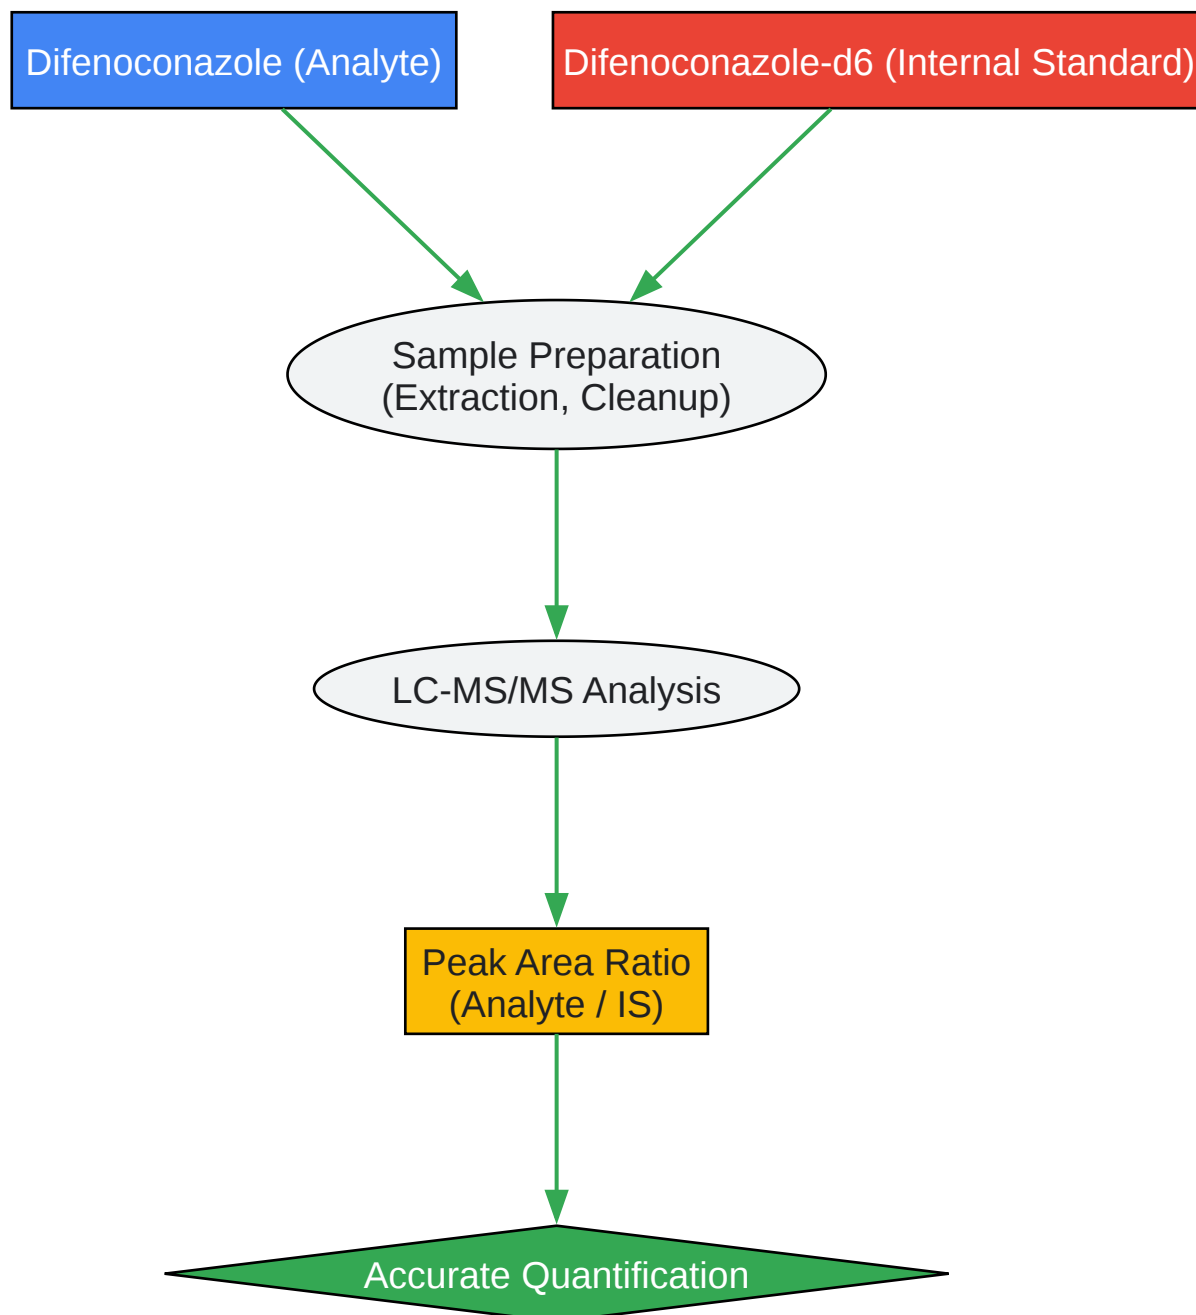 Difenoconazole (Analyte)
Difenoconazole-d6 (Internal Standard)
Sample Preparation
(Extraction, Cleanup)
LC-MS/MS Analysis
Peak Area Ratio
(Analyte / IS)
Accurate Quantification